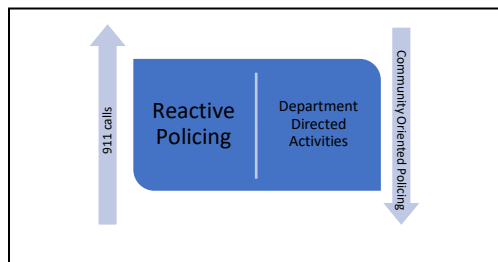 911 calls
Reactive
Policing
Department
Directed
Activities
Community Oriented Policing